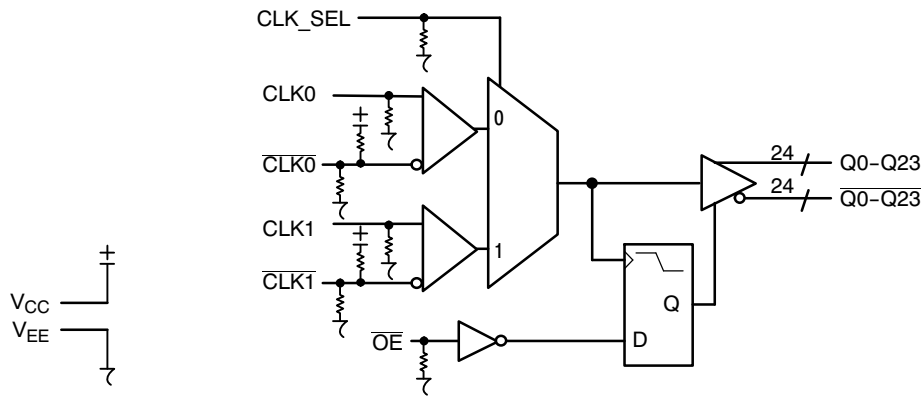 CLK_SEL
CLK0
0
24
Q0−Q23
CLK0
24
Q0−Q23
CLK1
1
CLK1
Q
VCC
VEE
OE
D